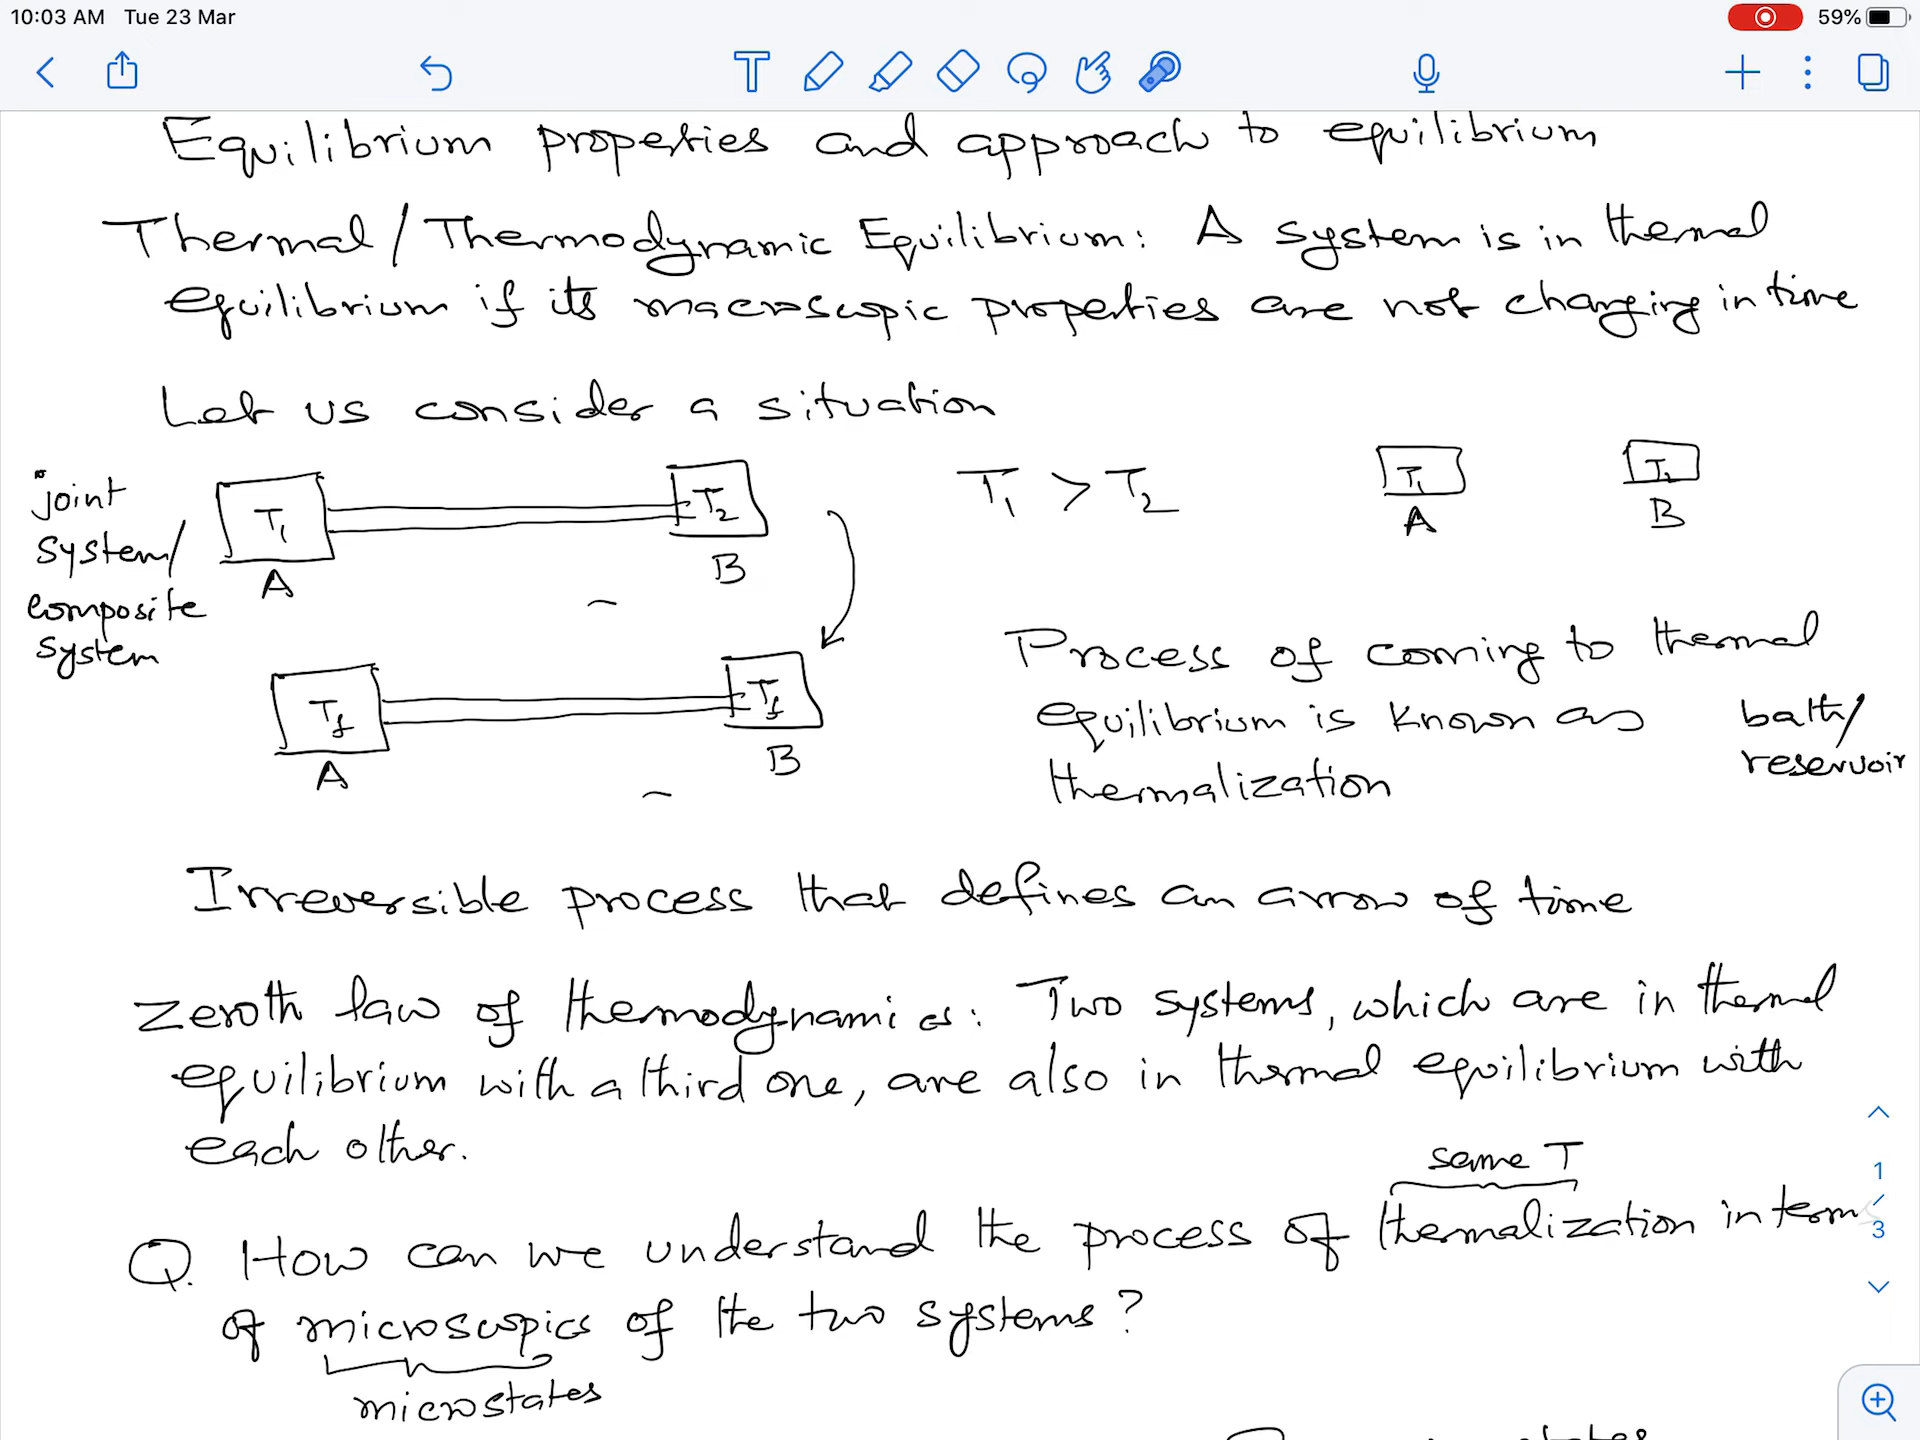 10:03 AM Tue 23 Mar
59%
Equilibrium properties and approach to equilibrium
Thermal / Thermodynamic Equilibrium: A system is in thermal
equilibrium if its macroscopic properties are not changing in time
Let us consider a situation
joint
system/
composite
system
T1
A
T2
B
T1 > T2
T1
A
T2
B
Tf
A
Tf
B
Process of coming to thermal
equilibrium is known as
thermalization
bath/
reservoir
Irreversible process that defines an arrow of time
Zeroth law of thermodynamics: Two systems, which are in thermal
equilibrium with a third one, are also in thermal equilibrium with
each other.
same T
Q. How can we understand the process of thermalization in terms
of microscopics of the two systems?
microstates
1
/
3